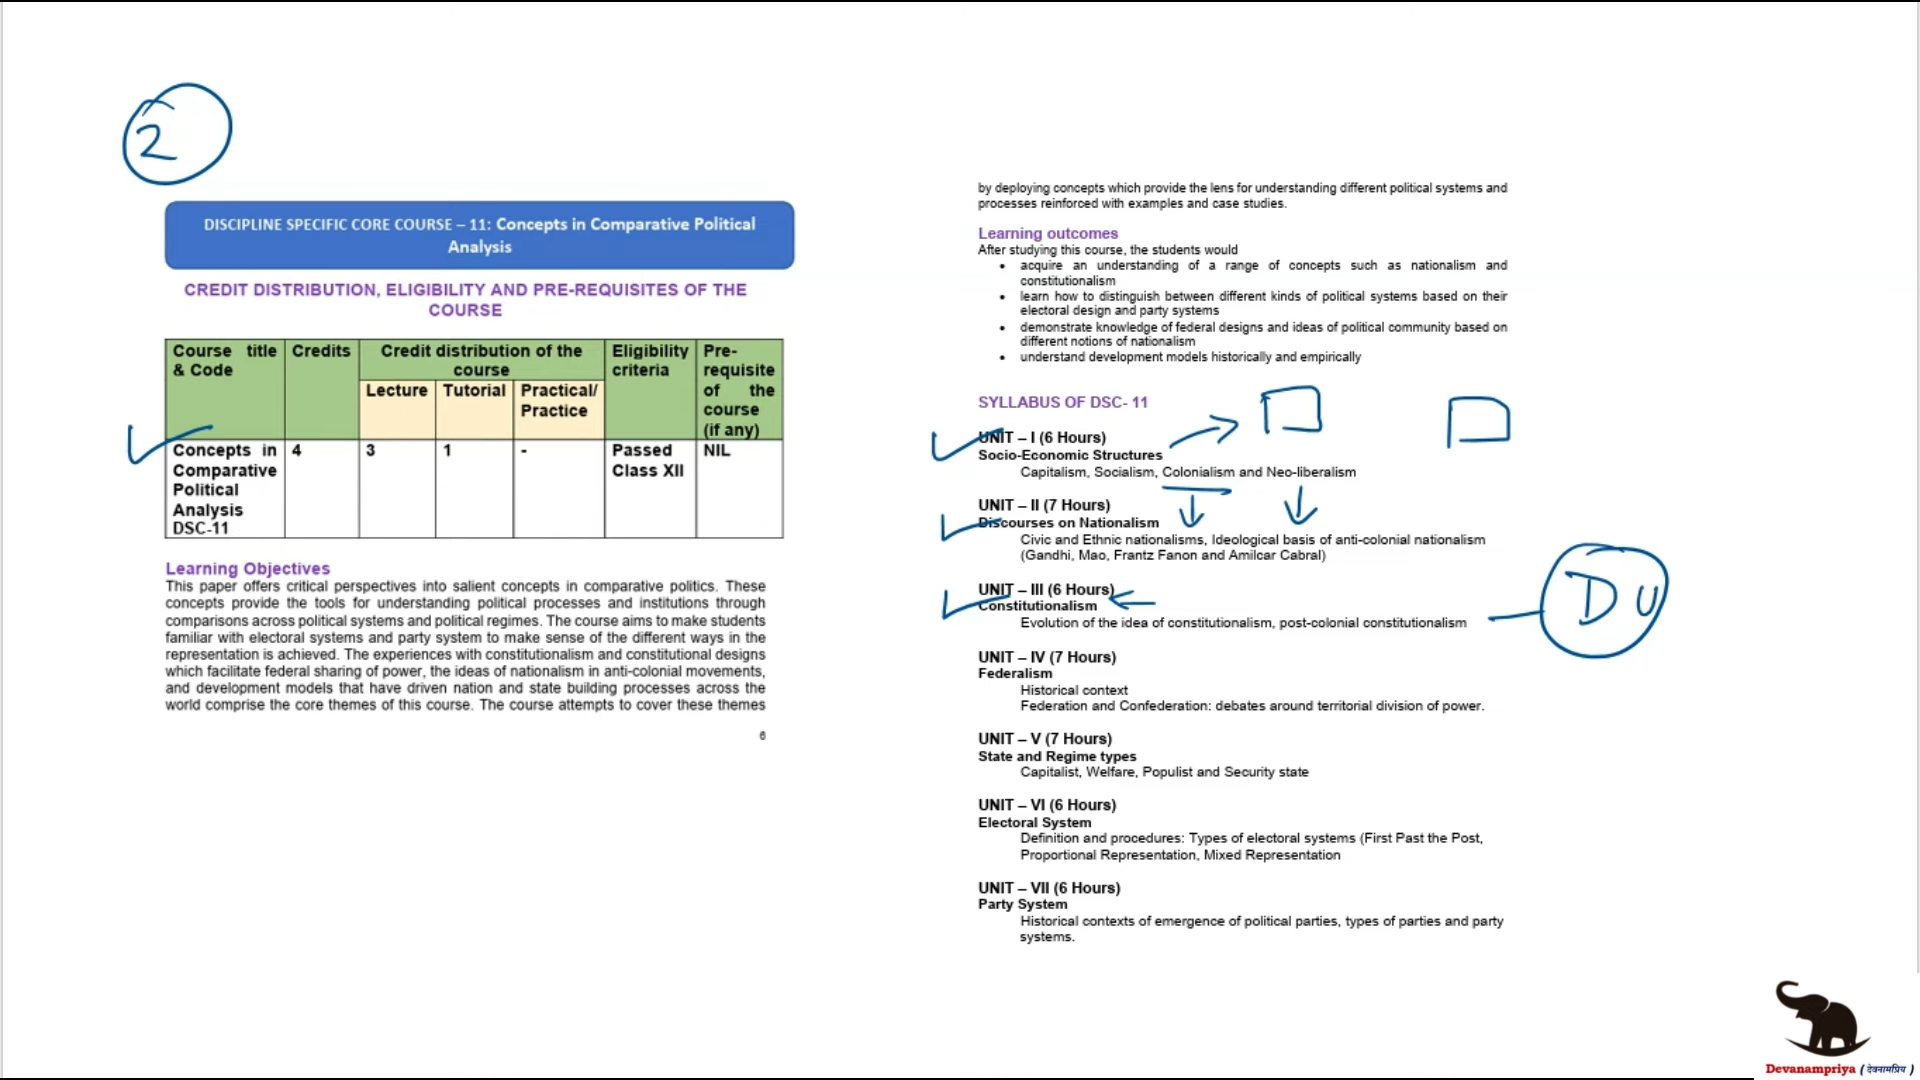 2
DISCIPLINE SPECIFIC CORE COURSE – 11: Concepts in Comparative Political
Analysis
CREDIT DISTRIBUTION, ELIGIBILITY AND PRE-REQUISITES OF THE
COURSE
Course title & Code
Credits
Credit distribution of the course
Eligibility criteria
Pre-requisite of the course (if any)
Lecture
Tutorial
Practical/ Practice
Concepts in Comparative Political Analysis DSC-11
4
3
1
-
Passed Class XII
NIL
Learning Objectives
This paper offers critical perspectives into salient concepts in comparative politics. These
concepts provide the tools for understanding political processes and institutions through
comparisons across political systems and political regimes. The course aims to make students
familiar with electoral systems and party system to make sense of the different ways in the
representation is achieved. The experiences with constitutionalism and constitutional designs
which facilitate federal sharing of power, the ideas of nationalism in anti-colonial movements,
and development models that have driven nation and state building processes across the
world comprise the core themes of this course. The course attempts to cover these themes
6
by deploying concepts which provide the lens for understanding different political systems and
processes reinforced with examples and case studies.
Learning outcomes
After studying this course, the students would
• acquire an understanding of a range of concepts such as nationalism and
constitutionalism
• learn how to distinguish between different kinds of political systems based on their
electoral design and party systems
• demonstrate knowledge of federal designs and ideas of political community based on
different notions of nationalism
• understand development models historically and empirically
SYLLABUS OF DSC- 11
UNIT – I (6 Hours)
Socio-Economic Structures
Capitalism, Socialism, Colonialism and Neo-liberalism
UNIT – II (7 Hours)
Discourses on Nationalism
Civic and Ethnic nationalisms, Ideological basis of anti-colonial nationalism
(Gandhi, Mao, Frantz Fanon and Amilcar Cabral)
UNIT – III (6 Hours)
Constitutionalism
Evolution of the idea of constitutionalism, post-colonial constitutionalism
DU
UNIT – IV (7 Hours)
Federalism
Historical context
Federation and Confederation: debates around territorial division of power.
UNIT – V (7 Hours)
State and Regime types
Capitalist, Welfare, Populist and Security state
UNIT – VI (6 Hours)
Electoral System
Definition and procedures: Types of electoral systems (First Past the Post,
Proportional Representation, Mixed Representation
UNIT – VII (6 Hours)
Party System
Historical contexts of emergence of political parties, types of parties and party
systems.
Devanampriya ( देवनामप्रिय )